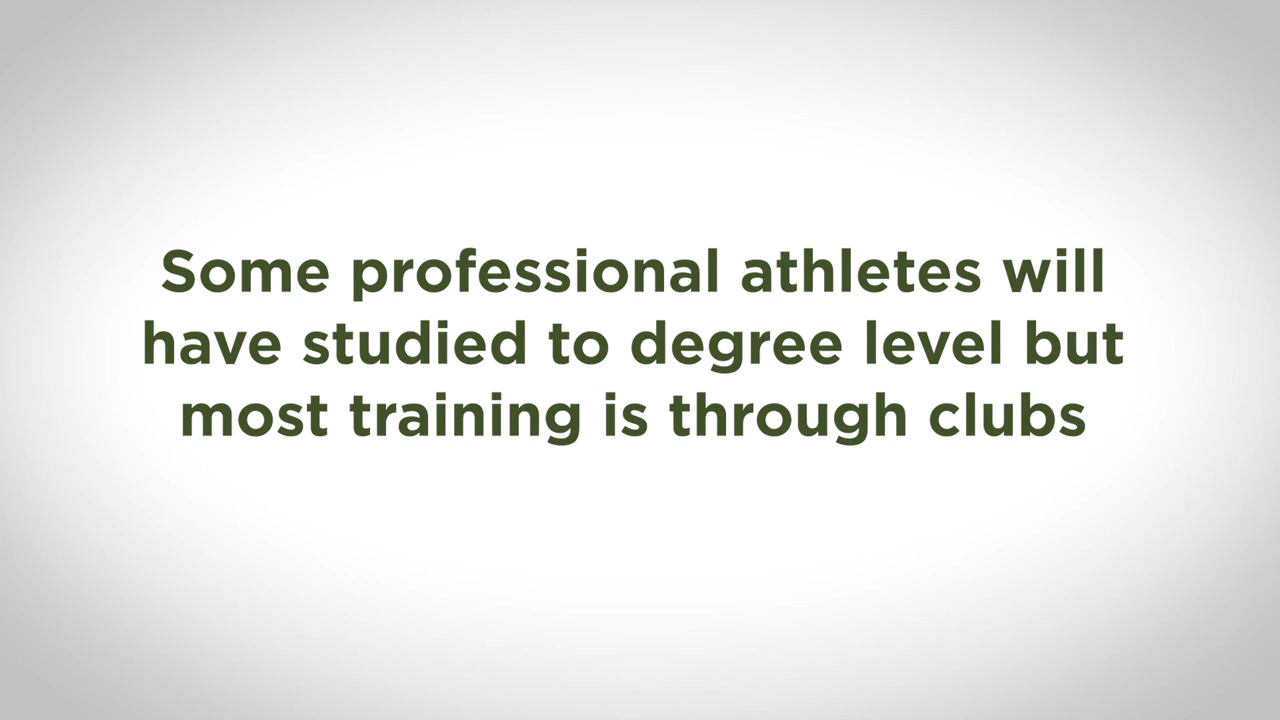 Some professional athletes will
have studied to degree level but
most training is through clubs